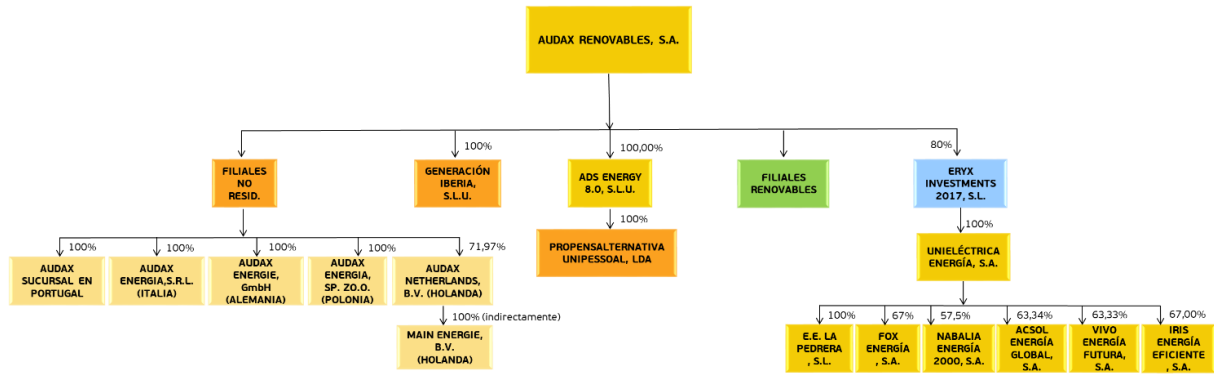 AUDAX RENOVABLES, S.A.
100%
100,00%
80%
FILIALES
NO
RESID.
GENERACIÓN
IBERIA,
S.L.U.
ADS ENERGY
8.0, S.L.U.
FILIALES
RENOVABLES
ERYX
INVESTMENTS
2017, S.L.
100%
100%
PROPENSALTERNATIVA
UNIPESSOAL, LDA
UNIELÉCTRICA
ENERGÍA, S.A.
100%
100%
100%
100%
71,97%
AUDAX
SUCURSAL EN
PORTUGAL
AUDAX
ENERGIA,S.R.L.
(ITALIA)
AUDAX
ENERGIE,
GmbH
(ALEMANIA)
AUDAX
ENERGIA,
SP. ZO.O.
(POLONIA)
AUDAX
NETHERLANDS,
B.V. (HOLANDA)
100% (indirectamente)
MAIN ENERGIE,
B.V.
(HOLANDA)
100%
67%
57,5%
63,34%
63,33%
67,00%
E.E. LA
PEDRERA
, S.L.
FOX
ENERGÍA
, S.A.
NABALIA
ENERGÍA
2000, S.A.
ACSOL
ENERGÍA
GLOBAL,
S.A.
VIVO
ENERGÍA
FUTURA,
S.A.
IRIS
ENERGÍA
EFICIENTE
, S.A.